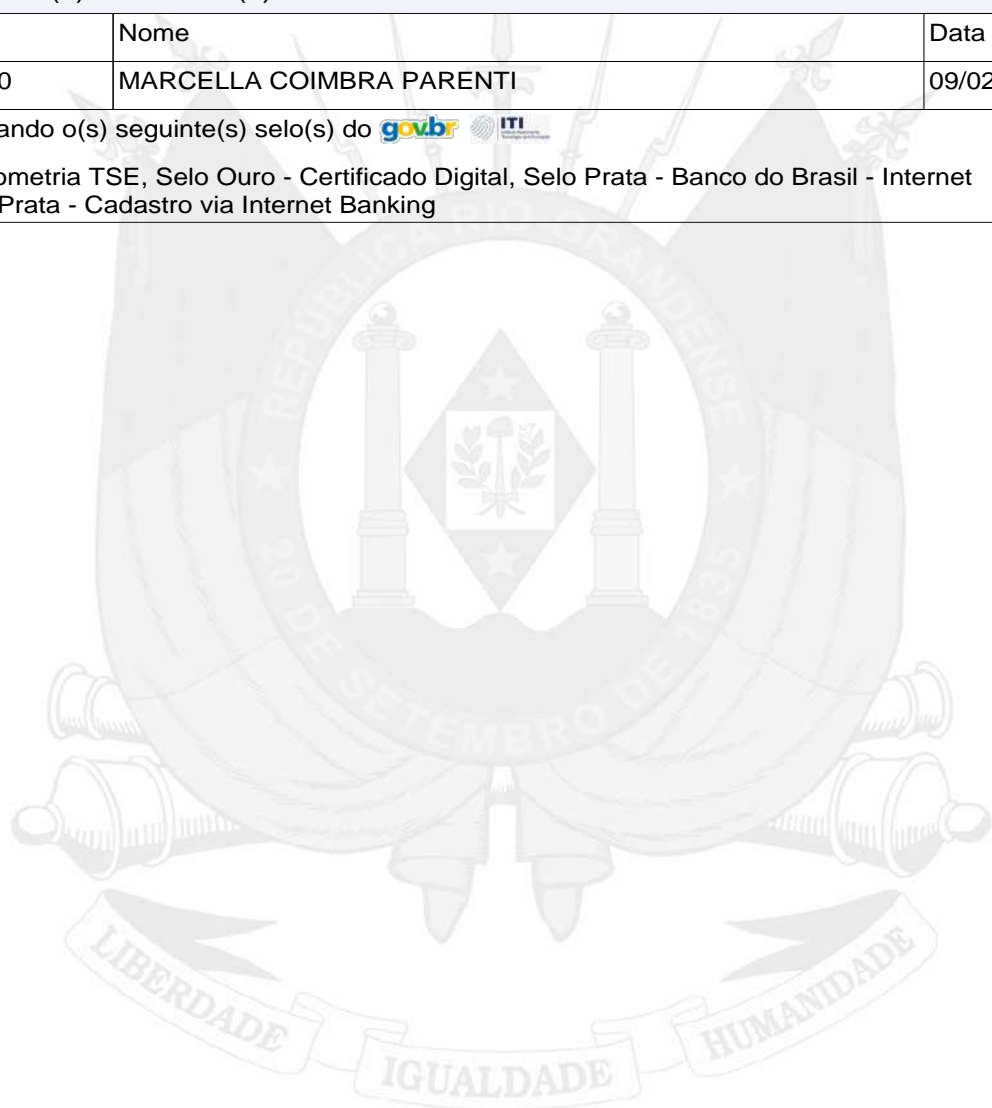 Nome
Data
0
MARCELLA COIMBRA PARENTI
09/02
ando o(s) seguinte(s) selo(s) do gov.br ITI
ometria TSE, Selo Ouro - Certificado Digital, Selo Prata - Banco do Brasil - Internet
Prata - Cadastro via Internet Banking
REPÚBLICA RIO GRANDENSE
20 DE SETEMBRO DE 1835
LIBERDADE
IGUALDADE
HUMANIDADE